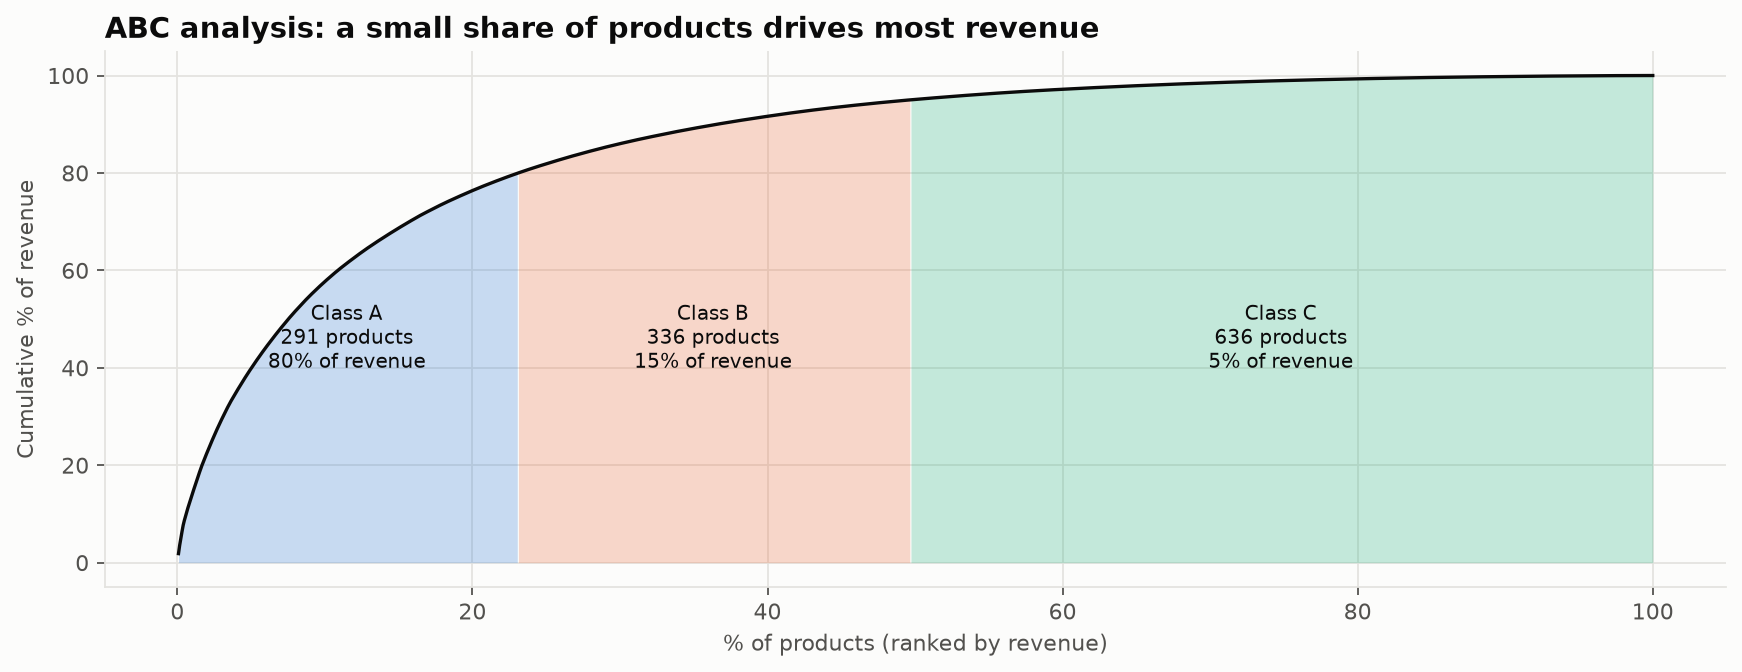 ABC analysis: a small share of products drives most revenue
Cumulative % of revenue
100
80
60
40
20
0
Class A
291 products
80% of revenue
Class B
336 products
15% of revenue
Class C
636 products
5% of revenue
0 20 40 60 80 100
% of products (ranked by revenue)